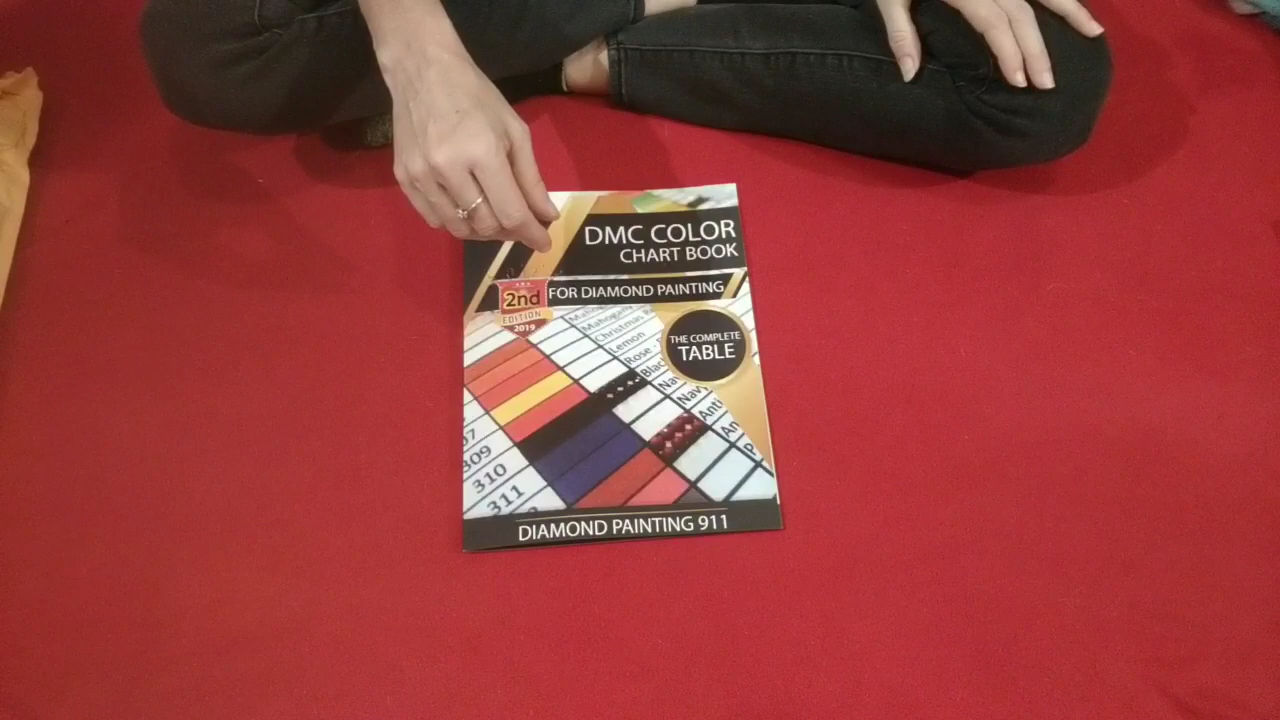 DMC COLOR
CHART BOOK
FOR DIAMOND PAINTING
2nd
EDITION
2019
THE COMPLETE
TABLE
Mahogany
Christmas
Lemon
Rose
Navy
309
310
311
DIAMOND PAINTING 911